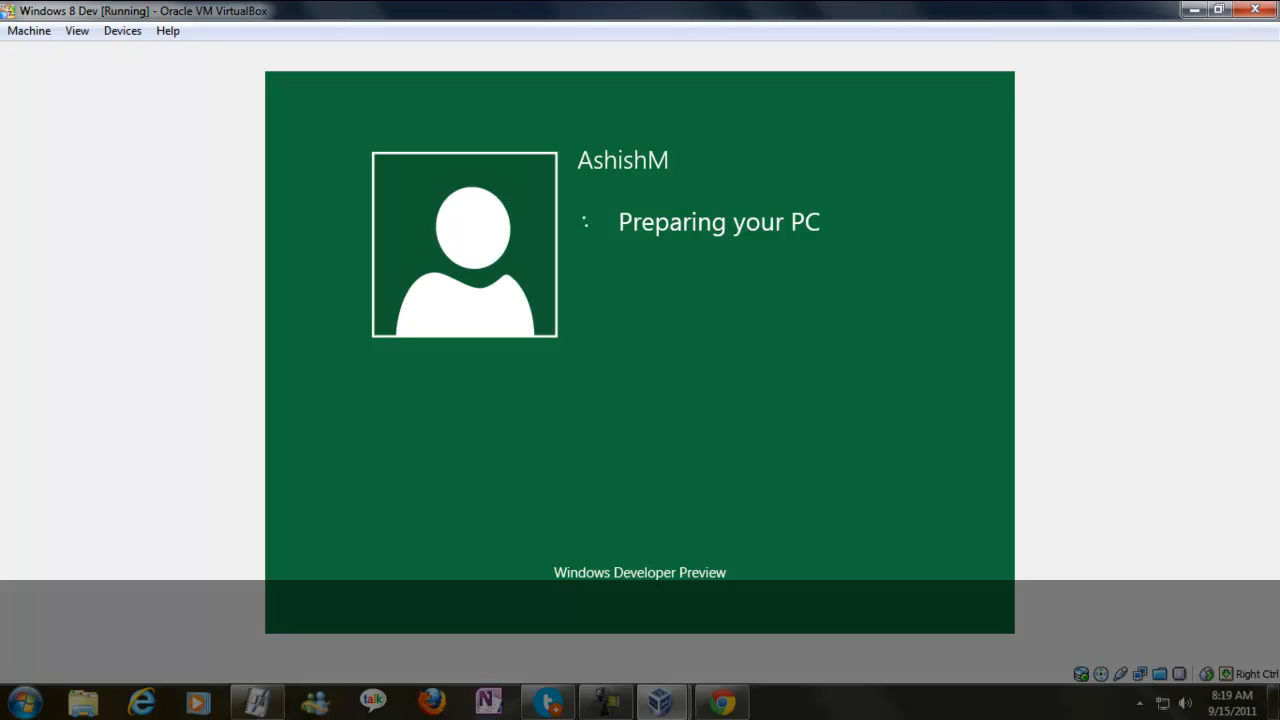 Windows 8 Dev [Running] - Oracle VM VirtualBox
Machine View Devices Help
AshishM
Preparing your PC
Windows Developer Preview
Right Ctrl
talk
N
8:19 AM
9/15/2011